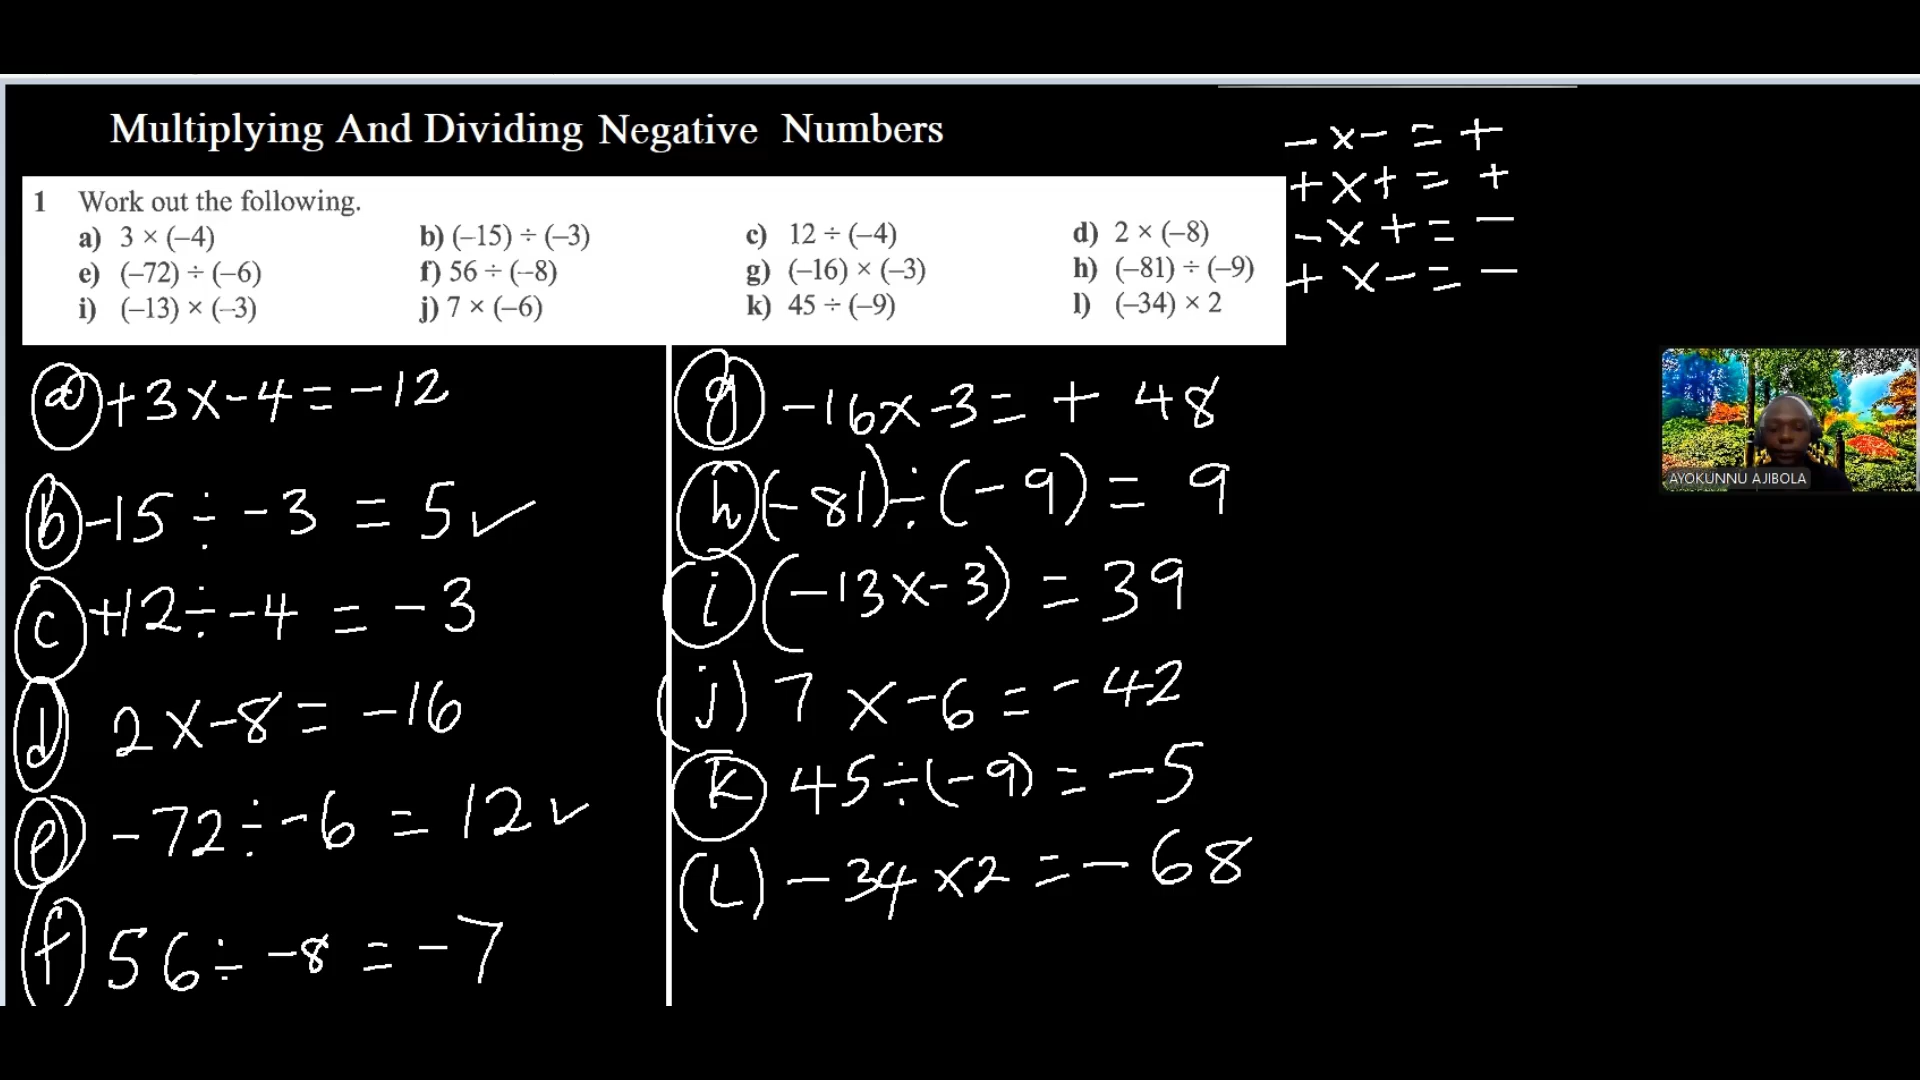 Multiplying And Dividing Negative Numbers
1 Work out the following.
a) 3 × (–4) b) (–15) ÷ (–3) c) 12 ÷ (–4) d) 2 × (–8)
e) (–72) ÷ (–6) f) 56 ÷ (–8) g) (–16) × (–3) h) (–81) ÷ (–9)
i) (–13) × (–3) j) 7 × (–6) k) 45 ÷ (–9) l) (–34) × 2
- x - = +
+ x + = +
- x + = -
+ x - = -
a +3 x -4 = -12
b -15 ÷ -3 = 5 ✓
c +12 ÷ -4 = -3
d 2 x -8 = -16
e -72 ÷ -6 = 12 ✓
f 56 ÷ -8 = -7
g -16 x -3 = + 48
h (-81) ÷ (-9) = 9
i (-13 x -3) = 39
(j) 7 x -6 = -42
k 45 ÷ (-9) = -5
(L) -34 x 2 = -68
AYOKUNNU AJIBOLA